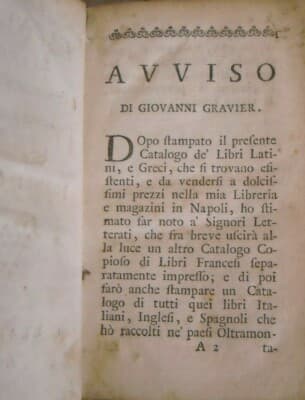 AVVISO
DI GIOVANNI GRAVIER.
DOpo ſtampato il preſente
Catalogo de' Libri Lati-
ni, e Greci, che ſi trovano eſi-
ſtenti, e da venderſi a dolciſ-
ſimi prezzi nella mia Libreria
e magazini in Napoli, ho ſti-
mato far noto a' Signori Let-
terati, che fra breve uſcirà al-
la luce un altro Catalogo Co-
pioſo di Libri Franceſi ſepa-
ratamente impreſſo; e di poi
farò anche ſtampare un Cata-
logo di tutti quei libri Ita-
liani, Ingleſi, e Spagnoli che
hò raccolti ne' paeſi Oltramon-
A 2 ta-